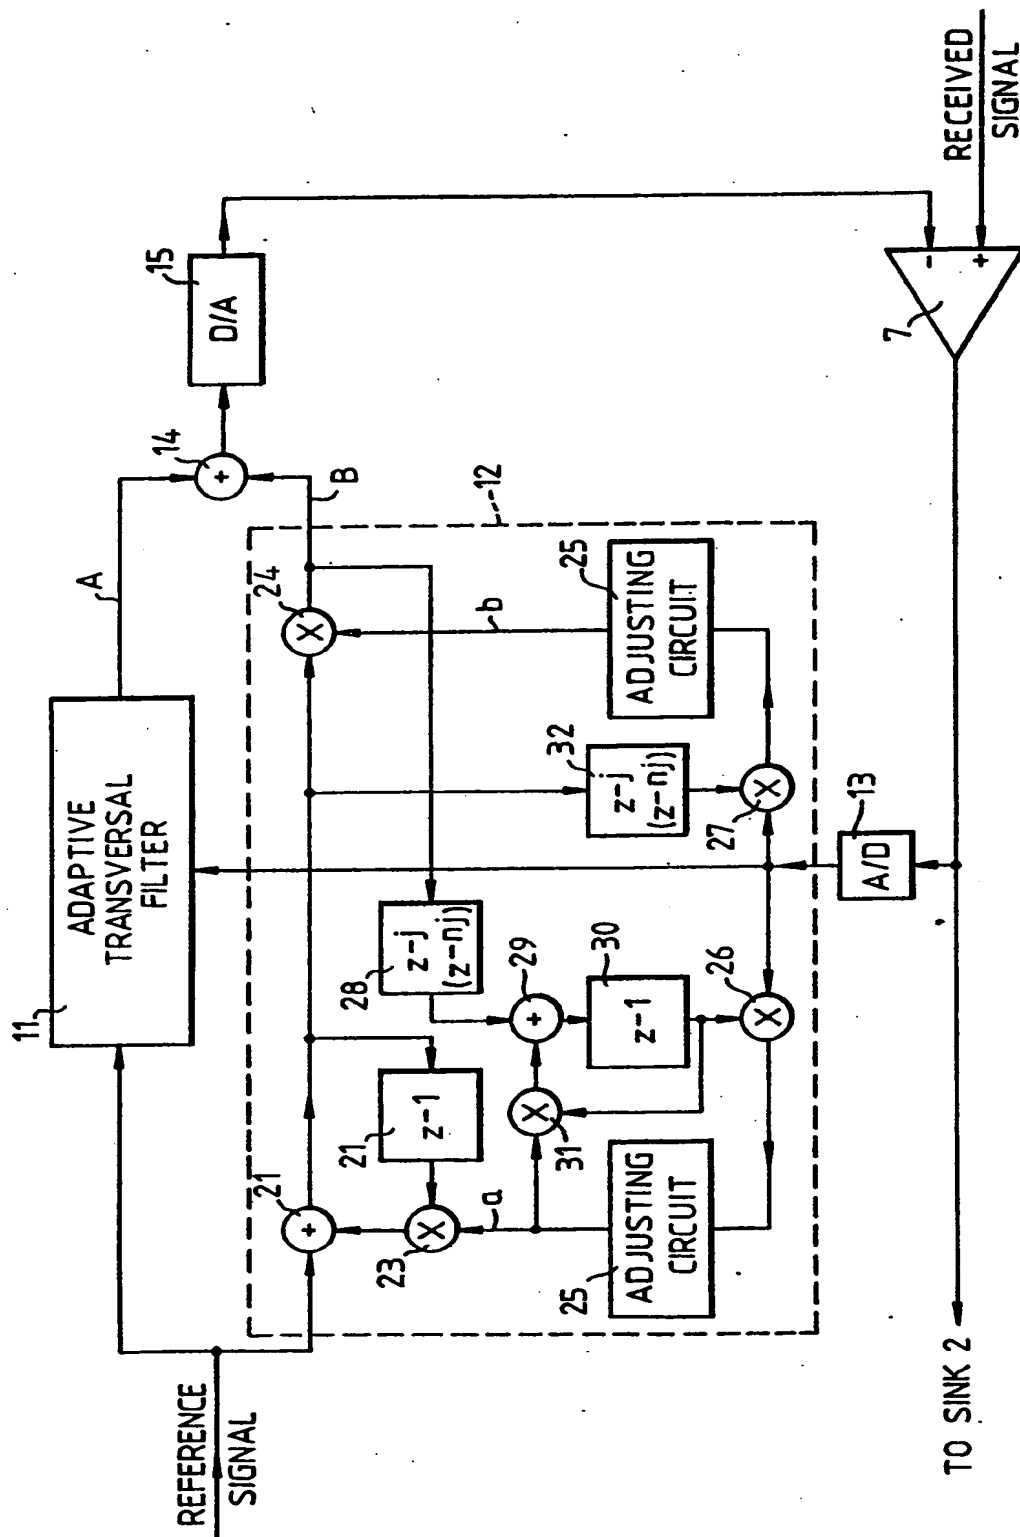 REFERENCE
SIGNAL
11
ADAPTIVE
TRANSVERSAL
FILTER
A
14
+
15
D/A
B
12
21
+
24
X
21
z-1
23
X
a
28
z-j
(z-nj)
29
+
31
X
30
z-1
32
z-j
(z-nj)
b
25
ADJUSTING
CIRCUIT
25
ADJUSTING
CIRCUIT
26
X
27
X
13
A/D
7
-
+
RECEIVED
SIGNAL
TO SINK 2